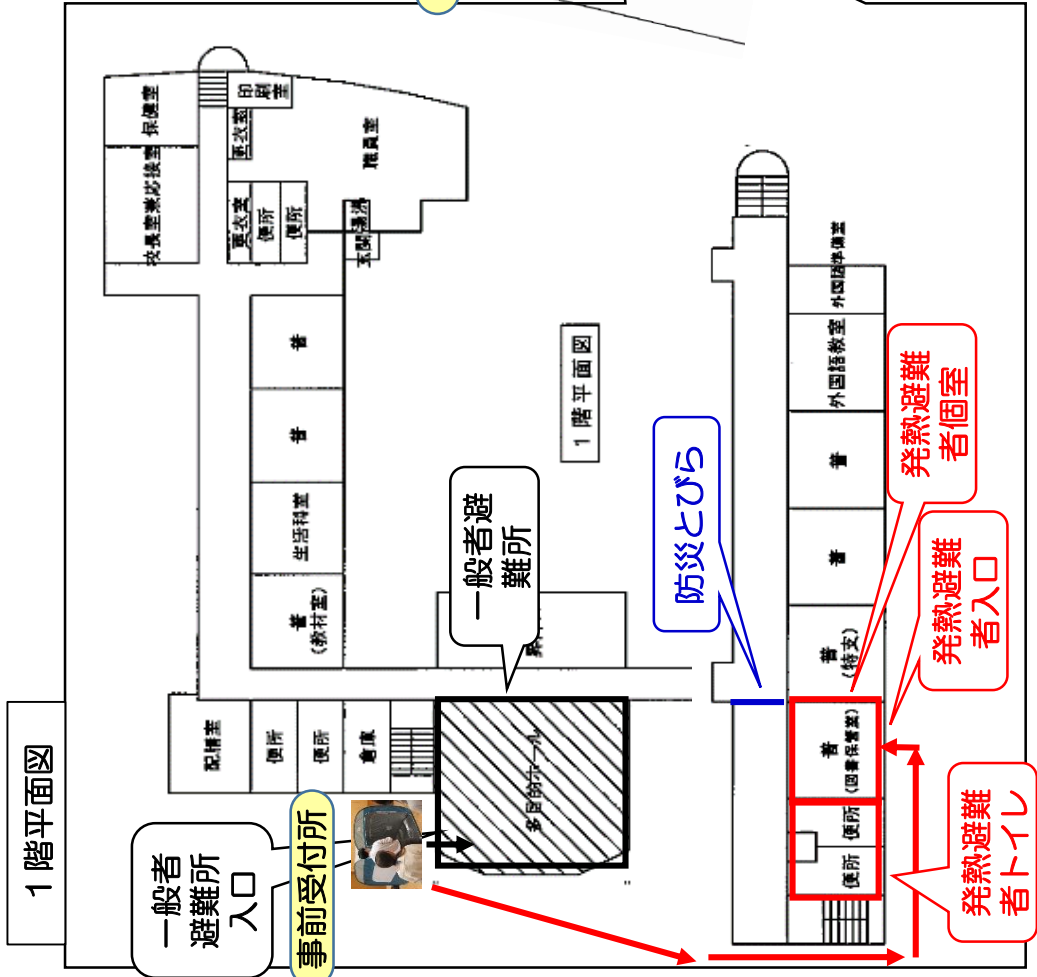 1階平面図
保健室
校長室兼応接室
印刷室
更衣室
職員室
更衣室
便所
便所
湯沸
玄関
普
普
生活科室
普
(教材室)
1階平面図
配膳室
便所
便所
倉庫
多目的ホール
一般者避
難所
一般者
避難所
入口
事前受付所
防災とびら
外国語準備室
外国語教室
普
普
普
(特支)
普
(図書保管室)
便所
便所
発熱避難
者個室
発熱避難
者入口
発熱避難
者トイレ